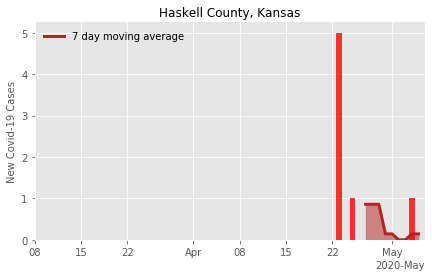 Haskell County, Kansas
7 day moving average
New Covid-19 Cases
5
4
3
2
1
0
08 15 22 Apr 08 15 22 May
2020-May